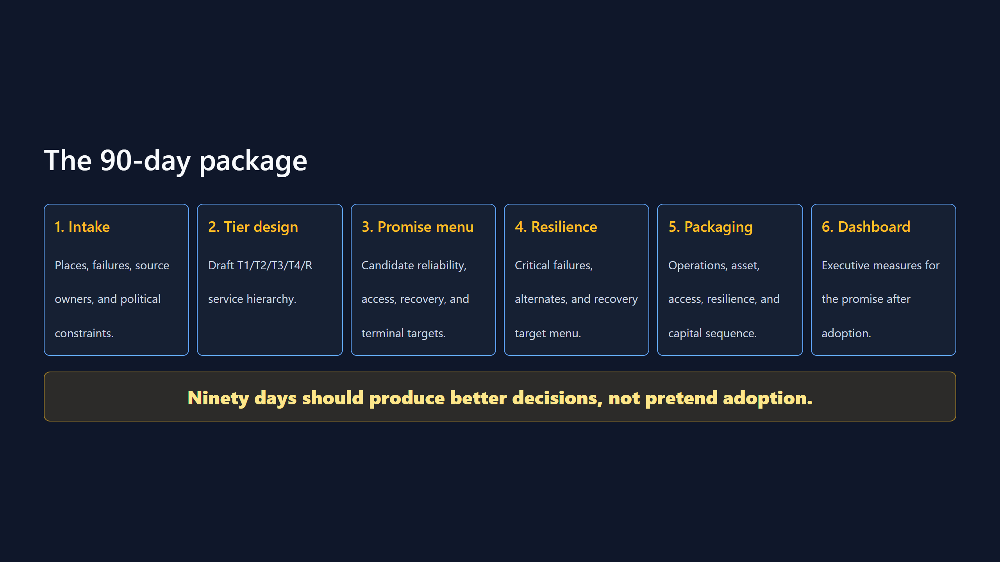 The 90-day package
1. Intake
Places, failures, source
owners, and political
constraints.
2. Tier design
Draft T1/T2/T3/T4/R
service hierarchy.
3. Promise menu
Candidate reliability,
access, recovery, and
terminal targets.
4. Resilience
Critical failures,
alternates, and recovery
target menu.
5. Packaging
Operations, asset,
access, resilience, and
capital sequence.
6. Dashboard
Executive measures for
the promise after
adoption.
Ninety days should produce better decisions, not pretend adoption.